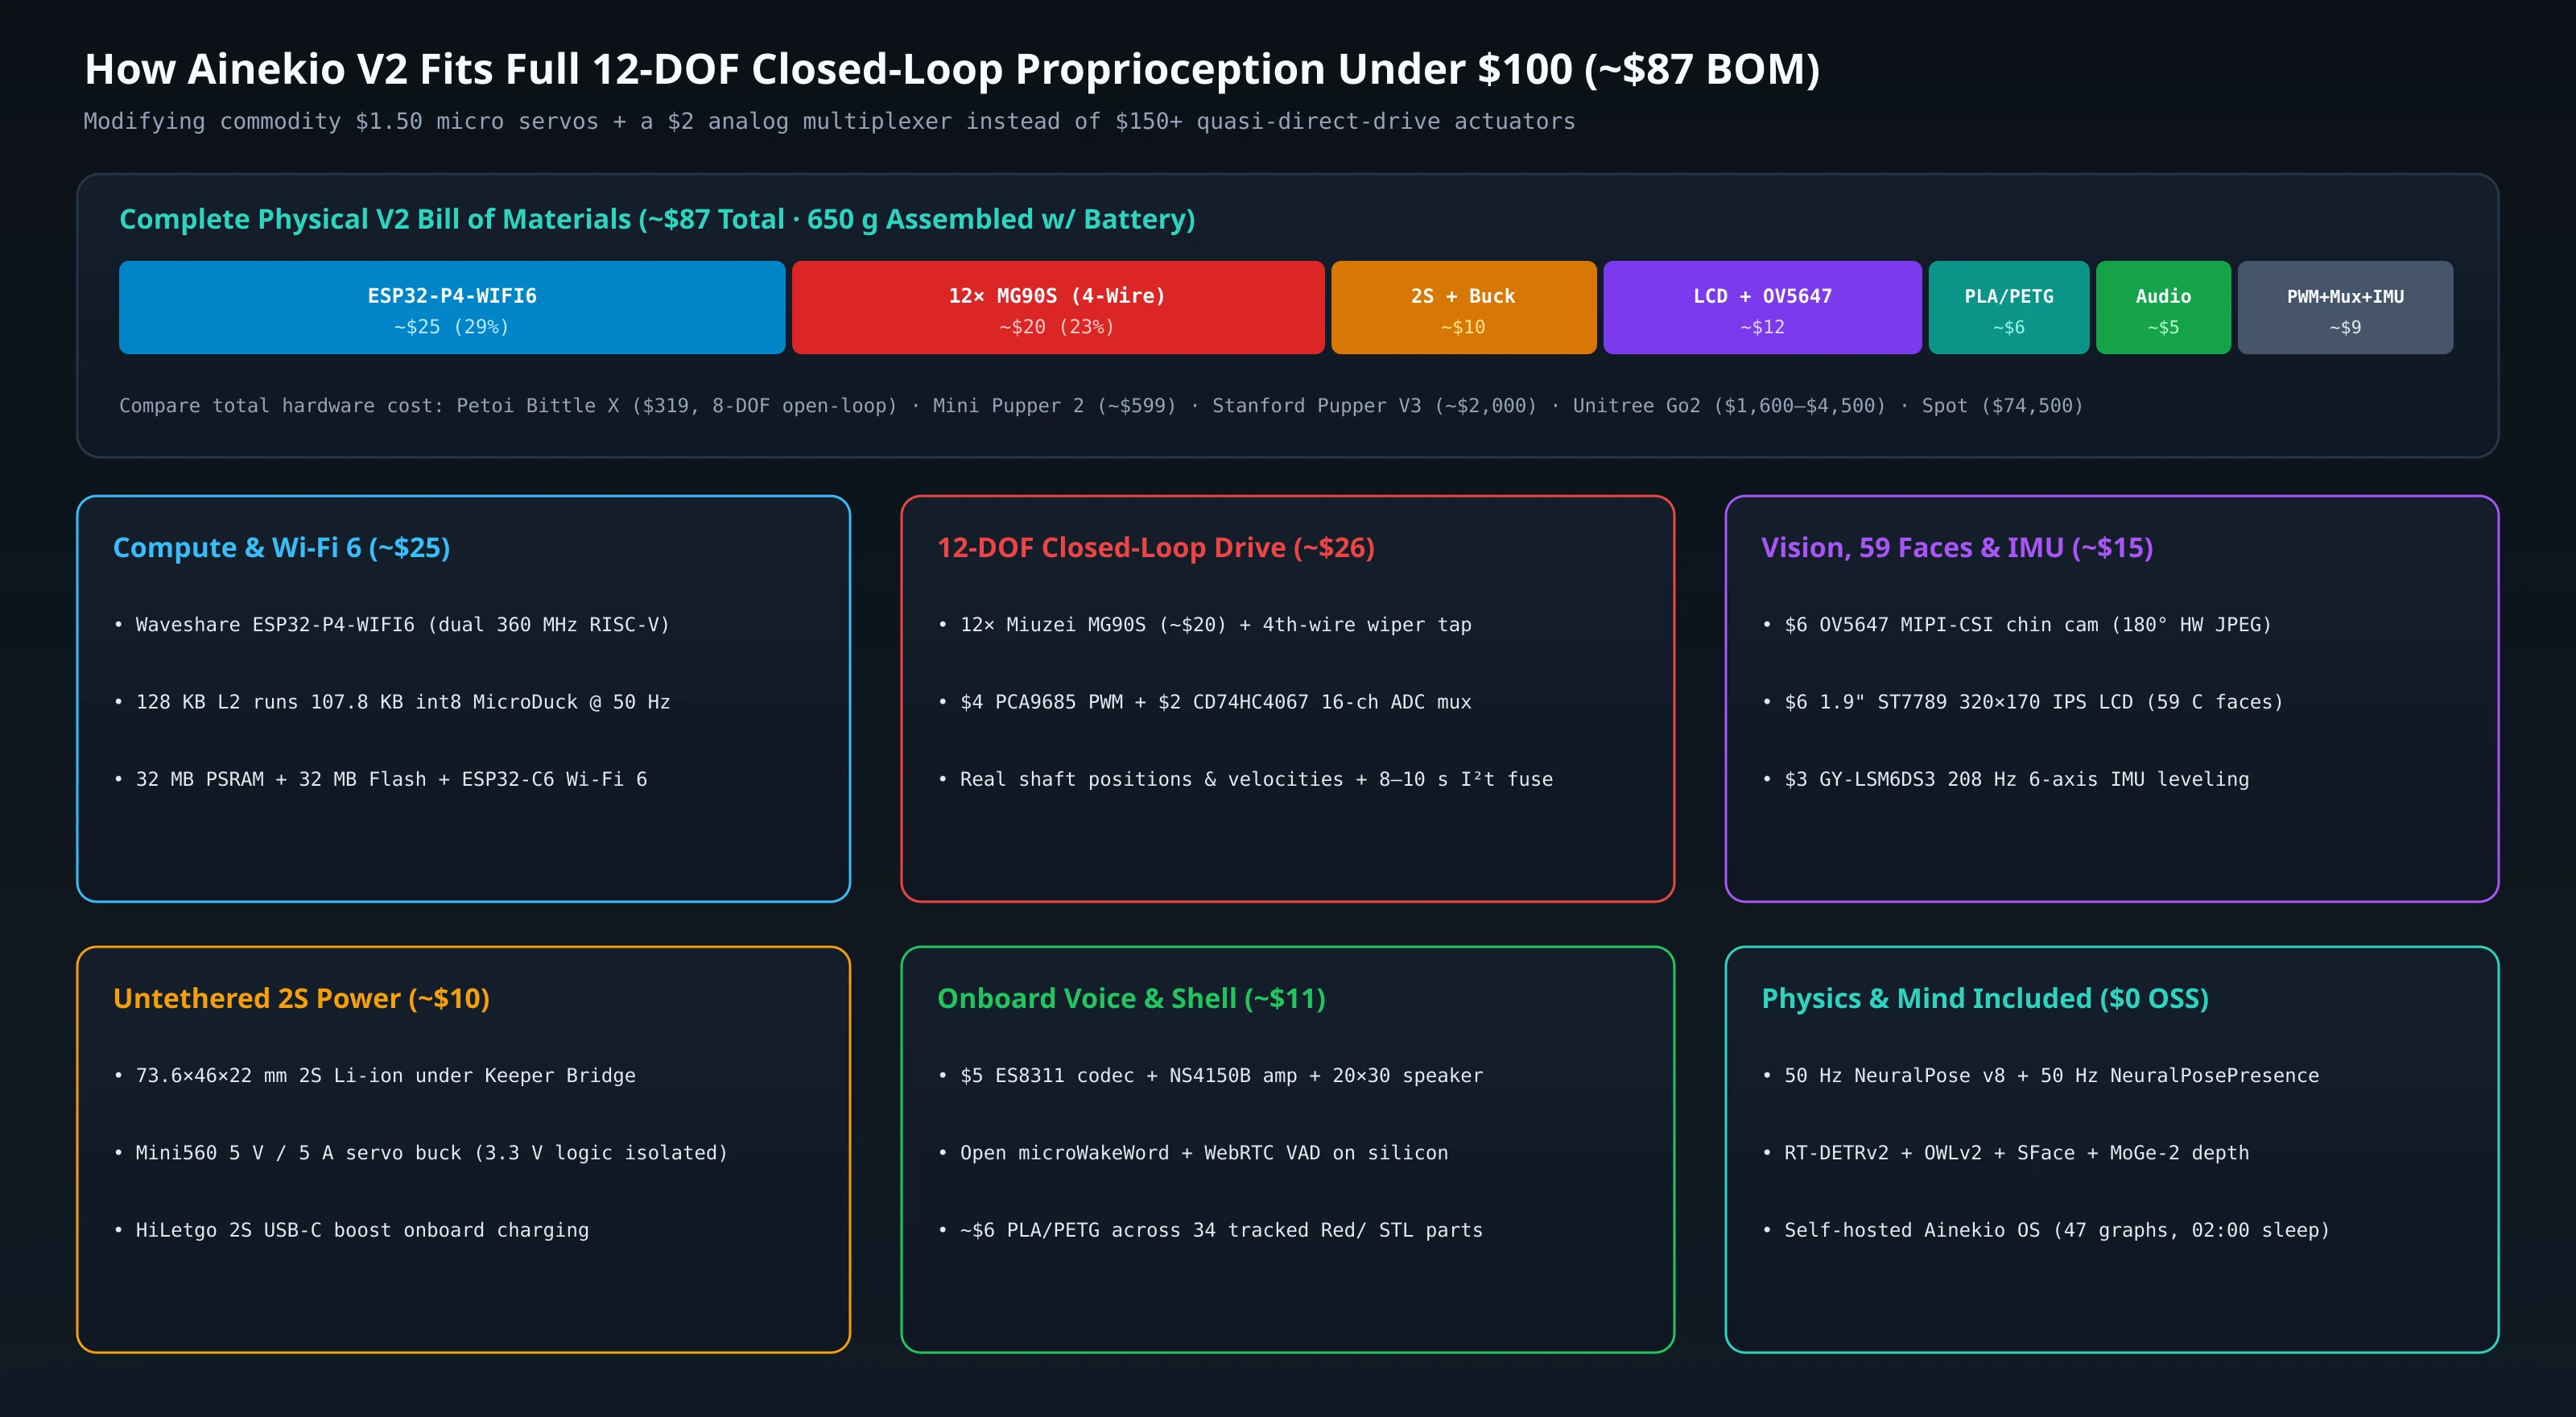 How Ainekio V2 Fits Full 12-DOF Closed-Loop Proprioception Under $100 (~$87 BOM)
Modifying commodity $1.50 micro servos + a $2 analog multiplexer instead of $150+ quasi-direct-drive actuators
Complete Physical V2 Bill of Materials (~$87 Total · 650 g Assembled w/ Battery)
ESP32-P4-WIFI6
~$25 (29%)
12× MG90S (4-Wire)
~$20 (23%)
2S + Buck
~$10
LCD + OV5647
~$12
PLA/PETG
~$6
Audio
~$5
PWM+Mux+IMU
~$9
Compare total hardware cost: Petoi Bittle X ($319, 8-DOF open-loop) · Mini Pupper 2 (~$599) · Stanford Pupper V3 (~$2,000) · Unitree Go2 ($1,600–$4,500) · Spot ($74,500)
Compute & Wi-Fi 6 (~$25)
• Waveshare ESP32-P4-WIFI6 (dual 360 MHz RISC-V)
• 128 KB L2 runs 107.8 KB int8 MicroDuck @ 50 Hz
• 32 MB PSRAM + 32 MB Flash + ESP32-C6 Wi-Fi 6
12-DOF Closed-Loop Drive (~$26)
• 12× Miuzei MG90S (~$20) + 4th-wire wiper tap
• $4 PCA9685 PWM + $2 CD74HC4067 16-ch ADC mux
• Real shaft positions & velocities + 8–10 s I²t fuse
Vision, 59 Faces & IMU (~$15)
• $6 OV5647 MIPI-CSI chin cam (180° HW JPEG)
• $6 1.9" ST7789 320×170 IPS LCD (59 C faces)
• $3 GY-LSM6DS3 208 Hz 6-axis IMU leveling
Untethered 2S Power (~$10)
• 73.6×46×22 mm 2S Li-ion under Keeper Bridge
• Mini560 5 V / 5 A servo buck (3.3 V logic isolated)
• HiLetgo 2S USB-C boost onboard charging
Onboard Voice & Shell (~$11)
• $5 ES8311 codec + NS4150B amp + 20×30 speaker
• Open microWakeWord + WebRTC VAD on silicon
• ~$6 PLA/PETG across 34 tracked Red/ STL parts
Physics & Mind Included ($0 OSS)
• 50 Hz NeuralPose v8 + 50 Hz NeuralPosePresence
• RT-DETRv2 + OWLv2 + SFace + MoGe-2 depth
• Self-hosted Ainekio OS (47 graphs, 02:00 sleep)